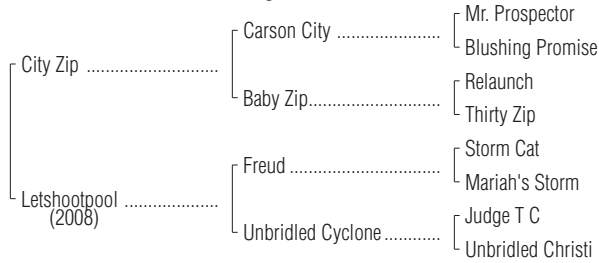 Mr. Prospector
Carson City ....................
Blushing Promise
City Zip ..........................
Relaunch
Baby Zip..........................
Thirty Zip
Storm Cat
Freud ..............................
Mariah's Storm
Letshootpool ...................
(2008)
Judge T C
Unbridled Cyclone...........
Unbridled Christi